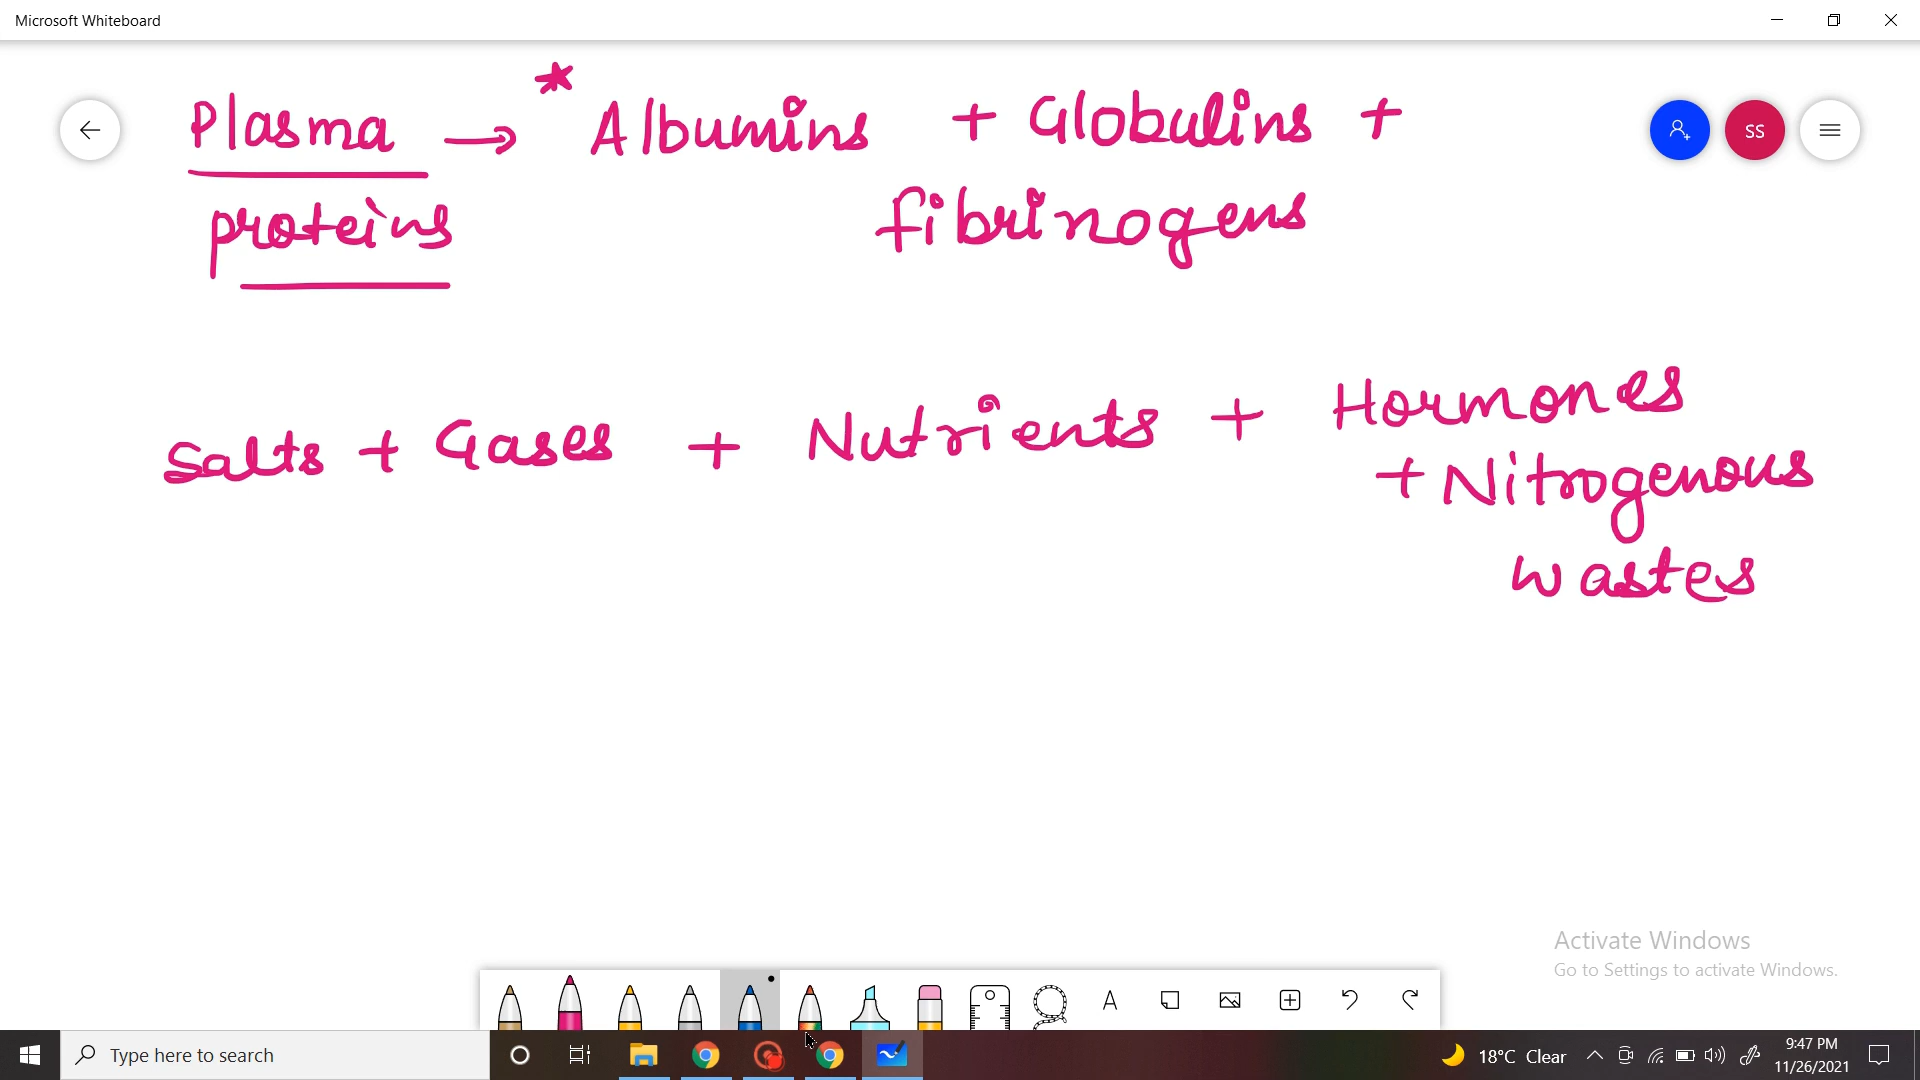 Microsoft Whiteboard
* 
Plasma → Albumins + Globulins +
proteins fibrinogens
SS
Salts + Gases + Nutrients + Hormones
+ Nitrogenous
wastes
Activate Windows
Go to Settings to activate Windows.
A
Type here to search
18°C Clear
9:47 PM
11/26/2021